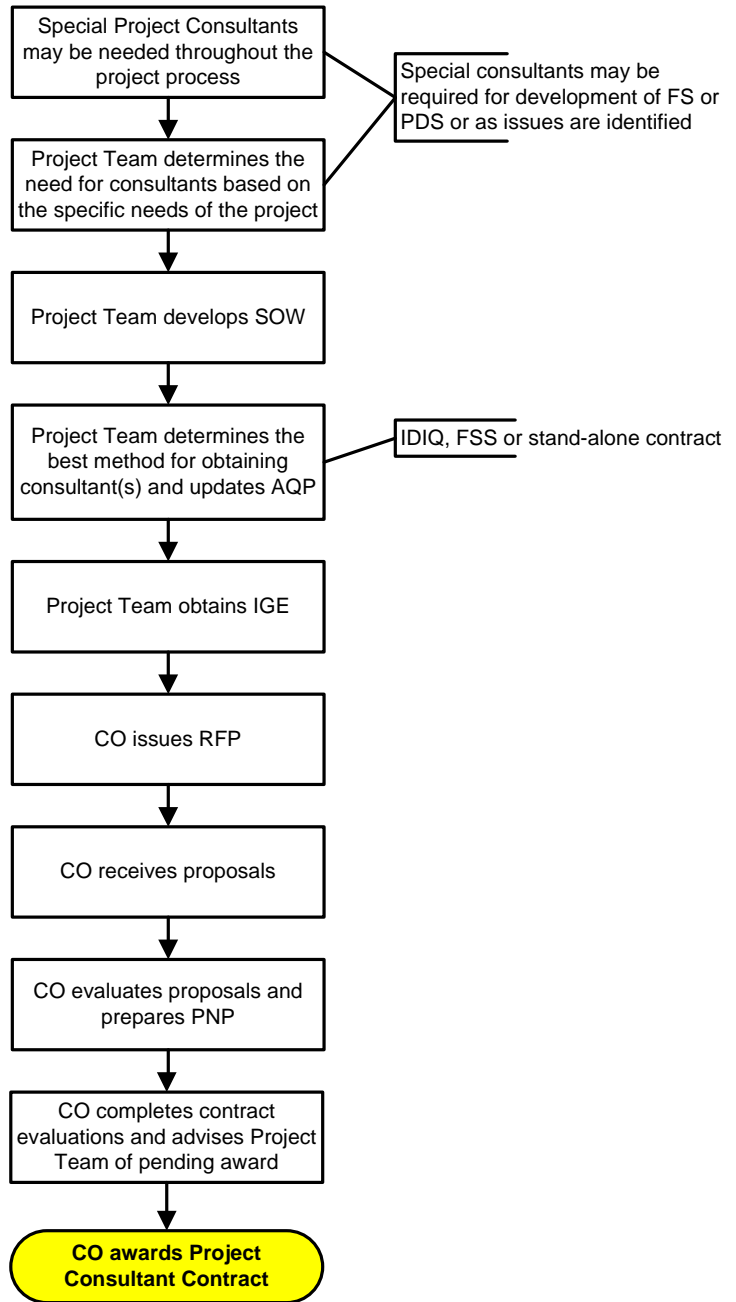 Special Project Consultants
may be needed throughout the
project process
Special consultants may be
required for development of FS or
PDS or as issues are identified
Project Team determines the
need for consultants based on
the specific needs of the project
Project Team develops SOW
Project Team determines the
best method for obtaining
consultant(s) and updates AQP
IDIQ, FSS or stand-alone contract
Project Team obtains IGE
CO issues RFP
CO receives proposals
CO evaluates proposals and
prepares PNP
CO completes contract
evaluations and advises Project
Team of pending award
CO awards Project
Consultant Contract